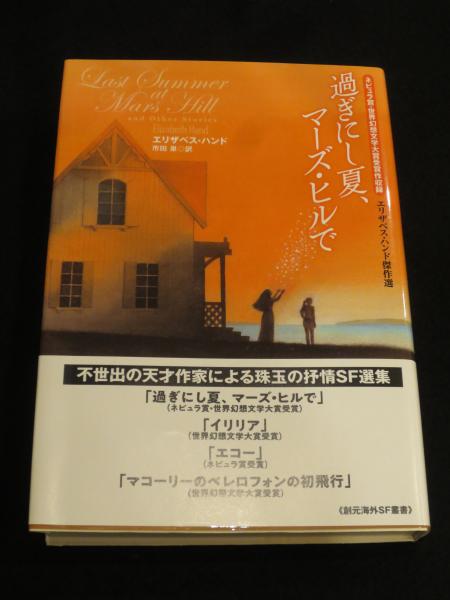 Last Summer
at
Mars Hill
and Other Stories
Elizabeth Hand
エリザベス・ハンド
市田 泉◎訳
ネビュラ賞・世界幻想文学大賞受賞作収録
過ぎにし夏、
マーズ・ヒルで
エリザベス・ハンド傑作選
不世出の天才作家による珠玉の抒情SF選集
「過ぎにし夏、マーズ・ヒルで」
(ネビュラ賞・世界幻想文学大賞受賞)
「イリリア」
(世界幻想文学大賞受賞)
「エコー」
(ネビュラ賞受賞)
「マコーリーのベレロフォンの初飛行」
(世界幻想文学大賞受賞)
《創元海外SF叢書》